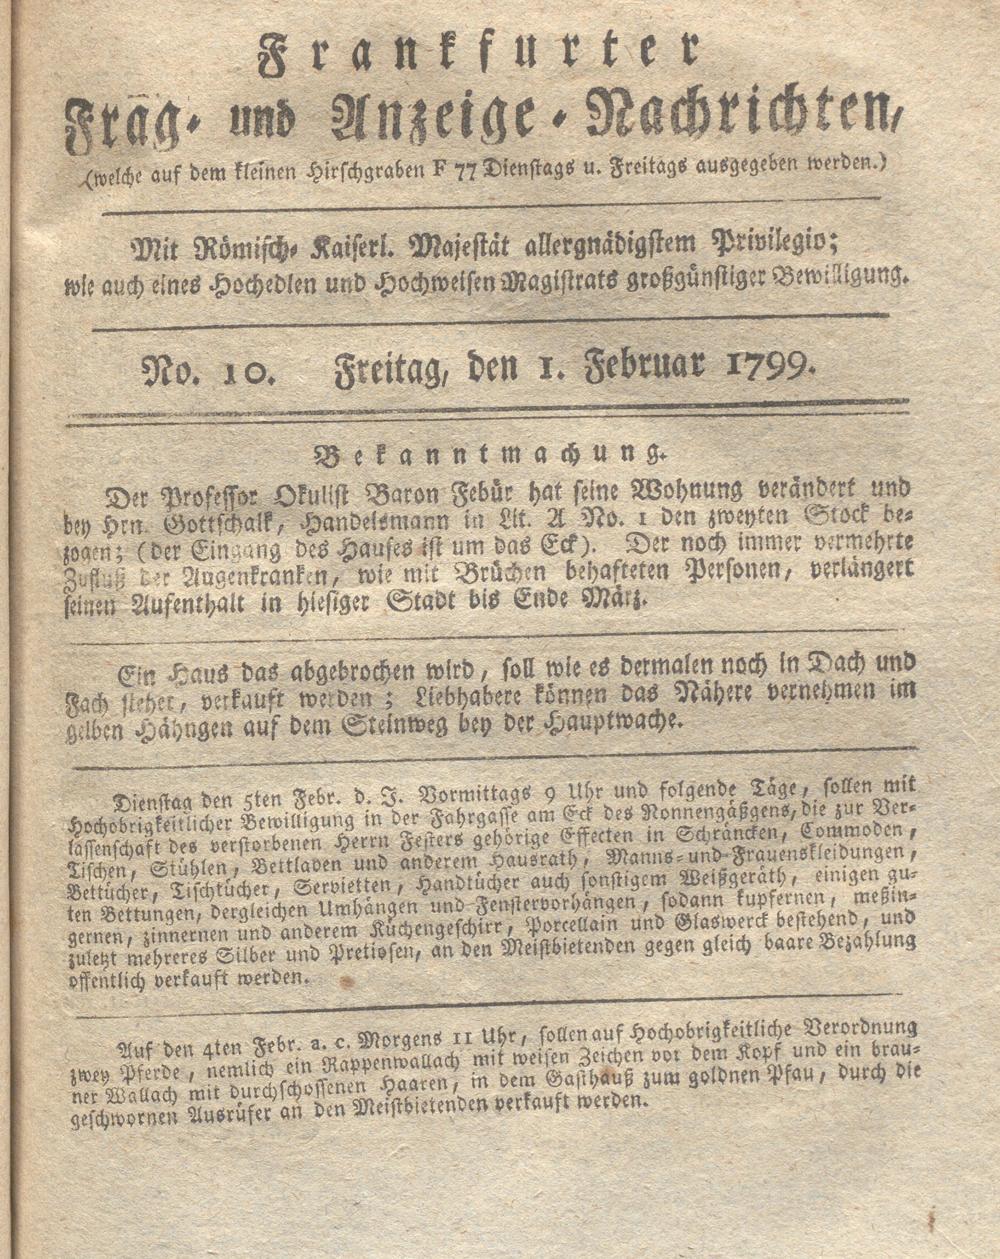 Frankfurter
Frag- und Anzeige-Nachrichten,
(welche auf dem kleinen Hirschgraben F 77 Dienstags u. Freitags ausgegeben werden.)
Mit Römisch-Kaiserl. Majestät allergnädigstem Privilegio;
wie auch eines Hochedlen und Hochweisen Magistrats großgünstiger Bewilligung.
No. 10. Freitag, den 1. Februar 1799.
Bekanntmachung.
Der Professor Okulist Baron Febür hat seine Wohnung verändert und
bey Hrn. Gottschalk, Handelsmann in Lit. A No. 1 den zweyten Stock be-
zogen; (der Eingang des Hauses ist um das Eck). Der noch immer vermehrte
Zufluß der Augenkranken, wie mit Brüchen behafteten Personen, verlängert
seinen Aufenthalt in hiesiger Stadt bis Ende März.
Ein Haus das abgebrochen wird, soll wie es dermalen noch in Dach und
Fach stehet, verkauft werden; Liebhabere können das Nähere vernehmen im
gelben Hähngen auf dem Steinweg bey der Hauptwache.
Dienstag den 5ten Febr. d. J. Vormittags 9 Uhr und folgende Täge, sollen mit
Hochobrigkeitlicher Bewilligung in der Fahrgasse am Eck des Nonnengäßgens, die zur Ver-
lassenschaft des verstorbenen Herrn Festers gehörige Effecten in Schräncken, Commoden,
Tischen, Stühlen, Bettladen und anderem Hausrath, Manns- und Frauenskleidungen,
Bettücher, Tischtücher, Servietten, Handtücher auch sonstigem Weißgeräth, einigen gu-
ten Bettungen, dergleichen Umhängen und Fenstervorhängen, sodann kupfernen, meßin-
gernen, zinnernen und anderem Küchengeschirr, Porcellain und Glaswerck bestehend, und
zuletzt mehreres Silber und Pretiosen, an den Meistbietenden gegen gleich baare Bezahlung
öffentlich verkauft werden.
Auf den 4ten Febr. a. c. Morgens 11 Uhr, sollen auf Hochobrigkeitliche Verordnung
zwey Pferde, nemlich ein Rappenwallach mit weisen Zeichen vor dem Kopf und ein brau-
ner Wallach mit durchschossenen Haaren, in dem Gasthauß zum goldnen Pfau, durch die
geschwornen Ausrüfer an den Meistbietenden verkauft werden.